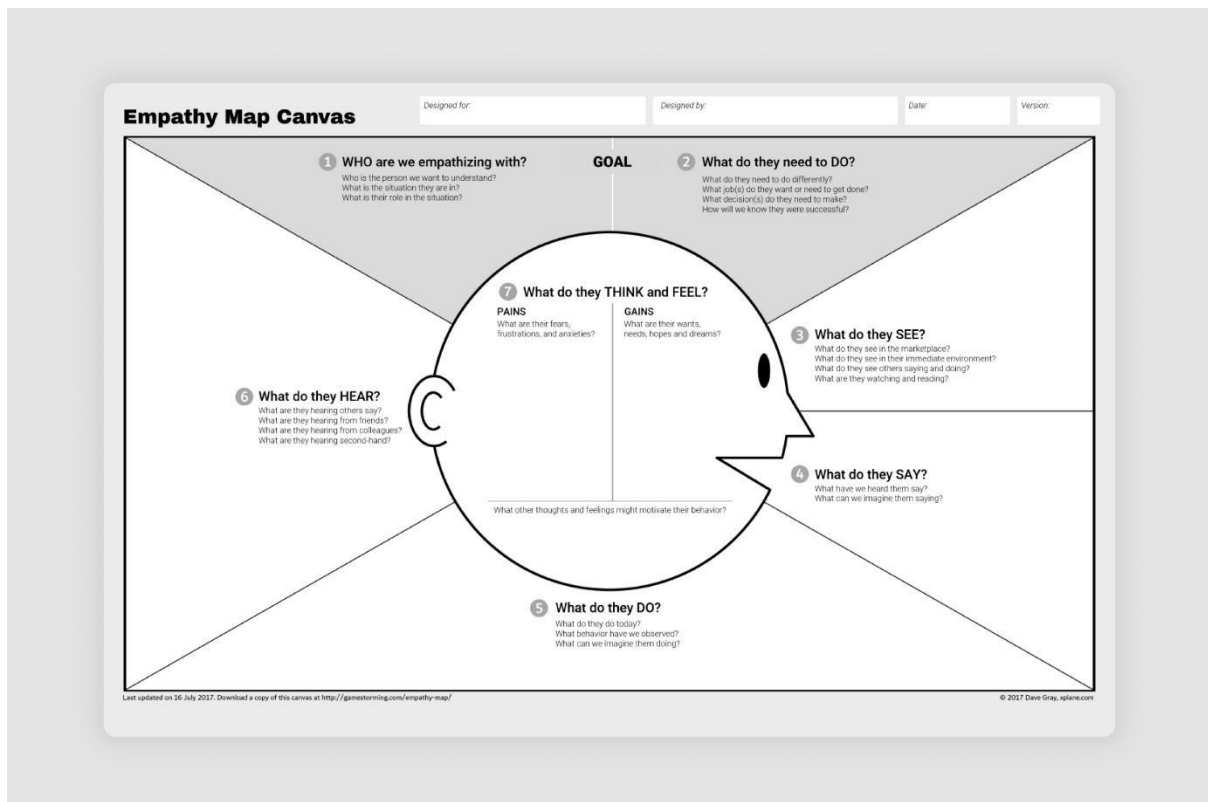 Empathy Map Canvas
Designed for:
Designed by:
Date:
Version:
1 WHO are we empathizing with?
Who is the person we want to understand?
What is the situation they are in?
What is their role in the situation?
GOAL
2 What do they need to DO?
What do they need to do differently?
What job(s) do they want or need to get done?
What decision(s) do they need to make?
How will we know they were successful?
3 What do they SEE?
What do they see in the marketplace?
What do they see in their immediate environment?
What do they see others saying and doing?
What are they watching and reading?
4 What do they SAY?
What have we heard them say?
What can we imagine them saying?
5 What do they DO?
What do they do today?
What behavior have we observed?
What can we imagine them doing?
6 What do they HEAR?
What are they hearing others say?
What are they hearing from friends?
What are they hearing from colleagues?
What are they hearing second-hand?
7 What do they THINK and FEEL?
PAINS
What are their fears,
frustrations, and anxieties?
GAINS
What are their wants,
needs, hopes and dreams?
What other thoughts and feelings might motivate their behavior?
Last updated on 16 July 2017. Download a copy of this canvas at http://gamestorming.com/empathy-map/
© 2017 Dave Gray, xplane.com